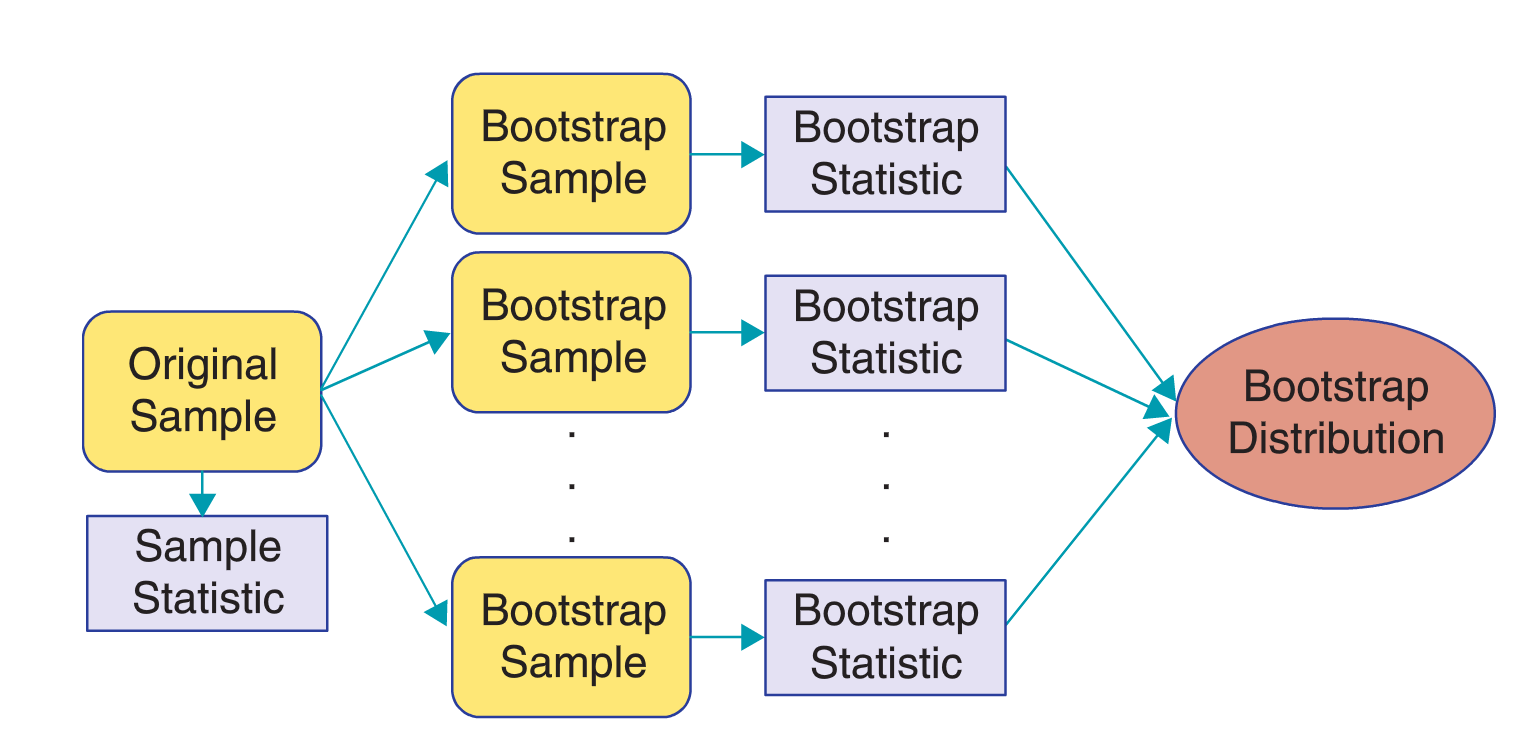 Original
Sample
Sample
Statistic
Bootstrap
Sample
Bootstrap
Statistic
Bootstrap
Sample
Bootstrap
Statistic
.
.
.
.
.
.
Bootstrap
Sample
Bootstrap
Statistic
Bootstrap
Distribution